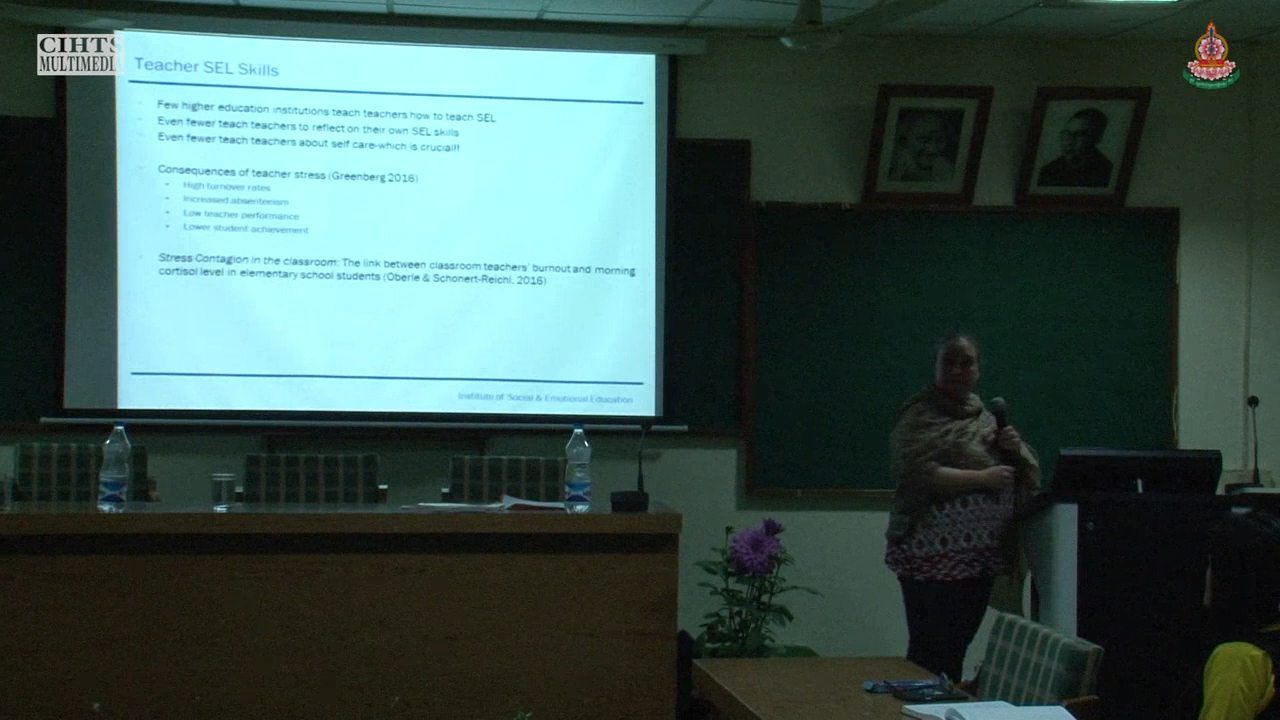 CIHTS
MULTIMEDIA
Teacher SEL Skills
Few higher education institutions teach teachers how to teach SEL
Even fewer teach teachers to reflect on their own SEL skills
Even fewer teach teachers about self care-which is crucial!!
Consequences of teacher stress (Greenberg 2016)
- High turnover rates
- Increased absenteeism
- Low teacher performance
- Lower student achievement
Stress Contagion in the classroom: The link between classroom teachers' burnout and morning
cortisol level in elementary school students (Oberle & Schonert-Reichl, 2016)
Institute of Social & Emotional Education